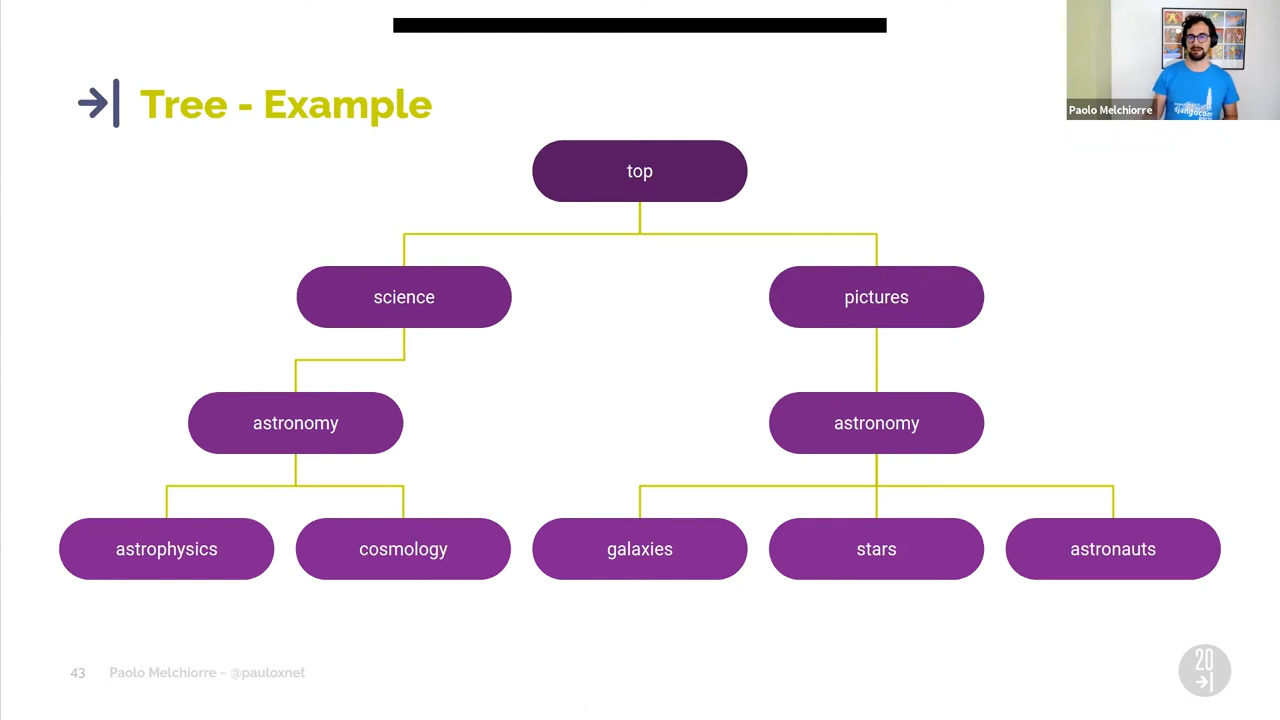 Paolo Melchiorre
Tree - Example
top
science
pictures
astronomy
astronomy
astrophysics
cosmology
galaxies
stars
astronauts
43
Paolo Melchiorre ~ @pauloxnet
20